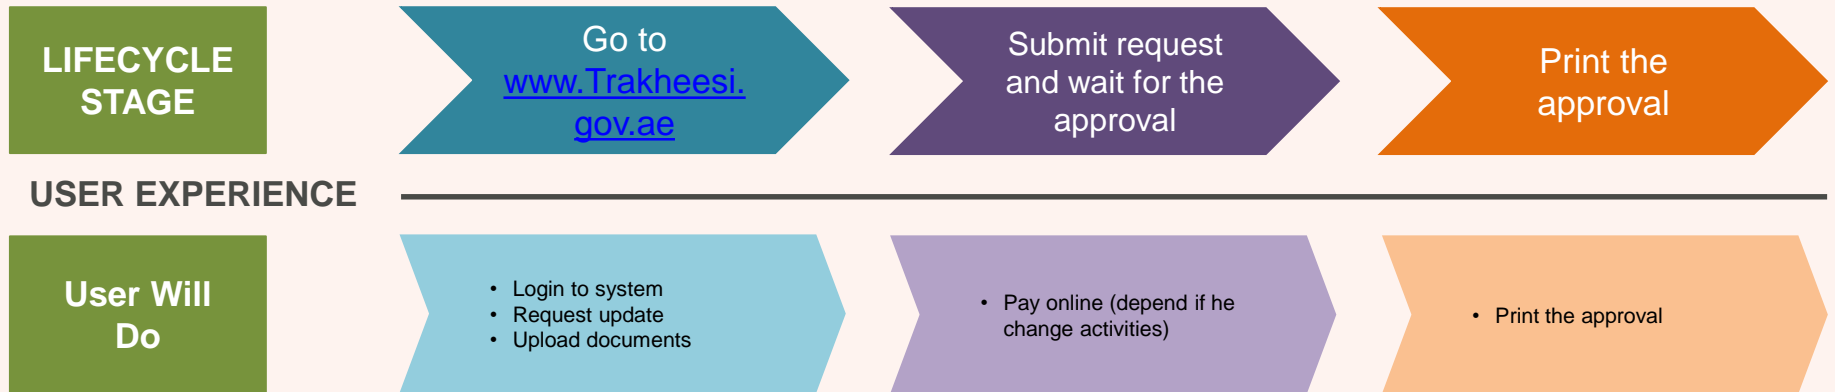 LIFECYCLE
STAGE
Go to
www.Trakheesi.
gov.ae
Submit request
and wait for the
approval
Print the
approval
USER EXPERIENCE
User Will
Do
• Login to system
• Request update
• Upload documents
• Pay online (depend if he
change activities)
• Print the approval